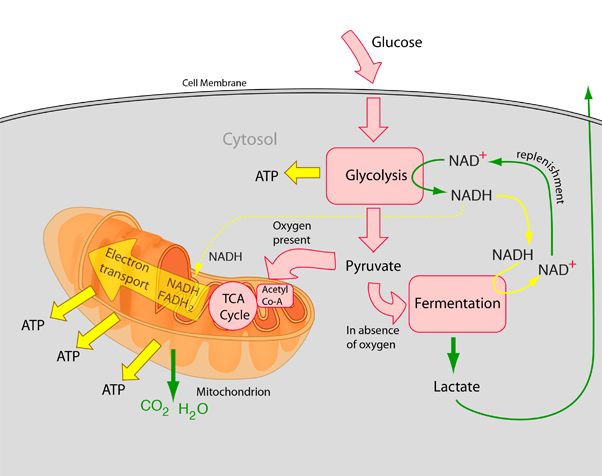 Glucose
Cell Membrane
Cytosol
ATP
Glycolysis
NAD+
NADH
replenishment
Oxygen
present
NADH
Electron
transport
NADH
FADH2
TCA
Cycle
Acetyl
Co-A
Pyruvate
NADH
NAD+
Fermentation
In absence
of oxygen
ATP
ATP
ATP
Mitochondrion
CO2 H2O
Lactate